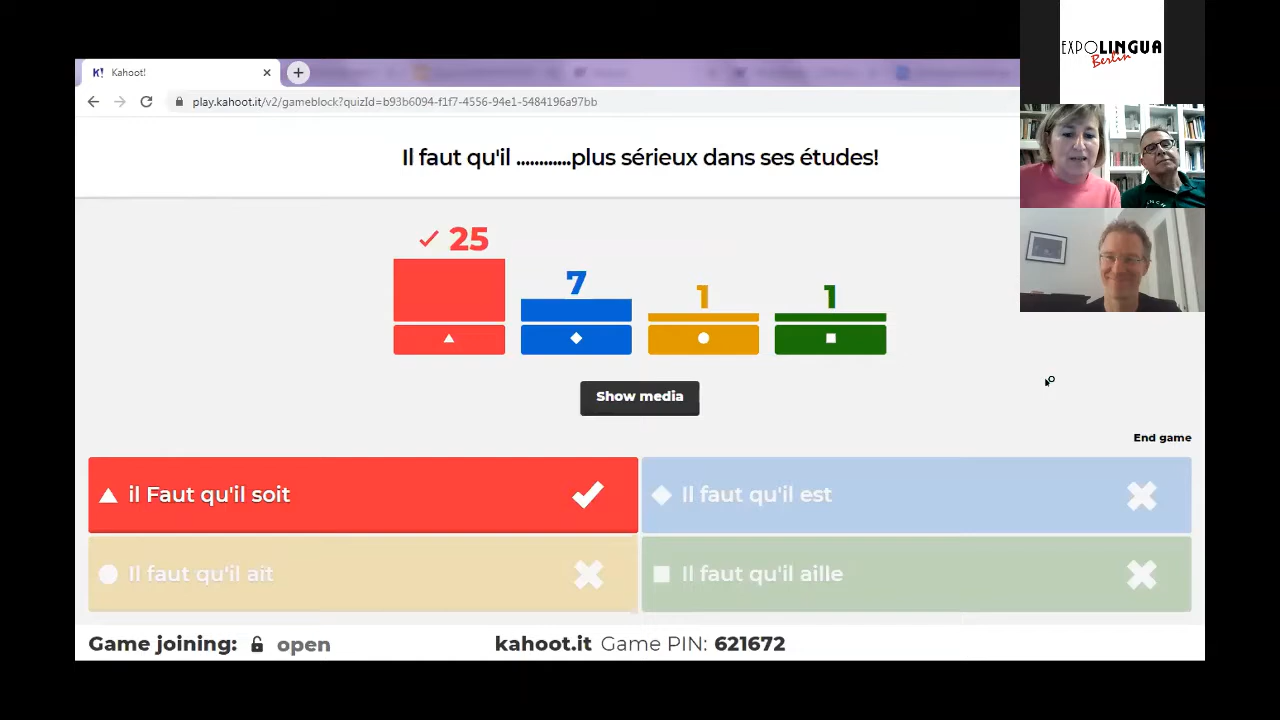 Kahoot!
play.kahoot.it/v2/gameblock?quizId=b93b6094-f1f7-4556-94e1-5484196a97bb
EXPOLINGUA
Berlin
Il faut qu'il ............plus sérieux dans ses études!
25
7
1
1
Show media
End game
il Faut qu'il soit
Il faut qu'il est
Il faut qu'il ait
Il faut qu'il aille
Game joining: open
kahoot.it Game PIN: 621672